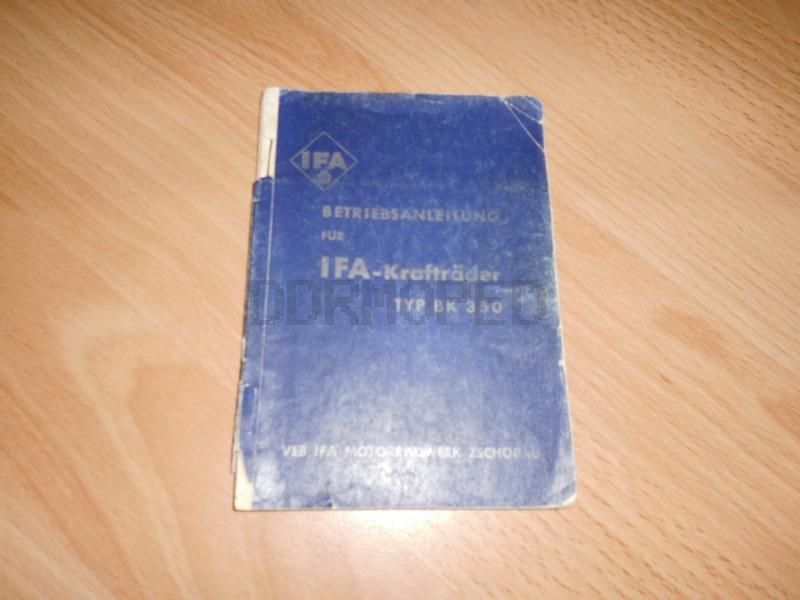 IFA
BETRIEBSANLEITUNG
FÜR
IFA-Krafträder
TYP BK 350
DDRMOPED
VEB IFA MOTORRADWERK ZSCHOPAU